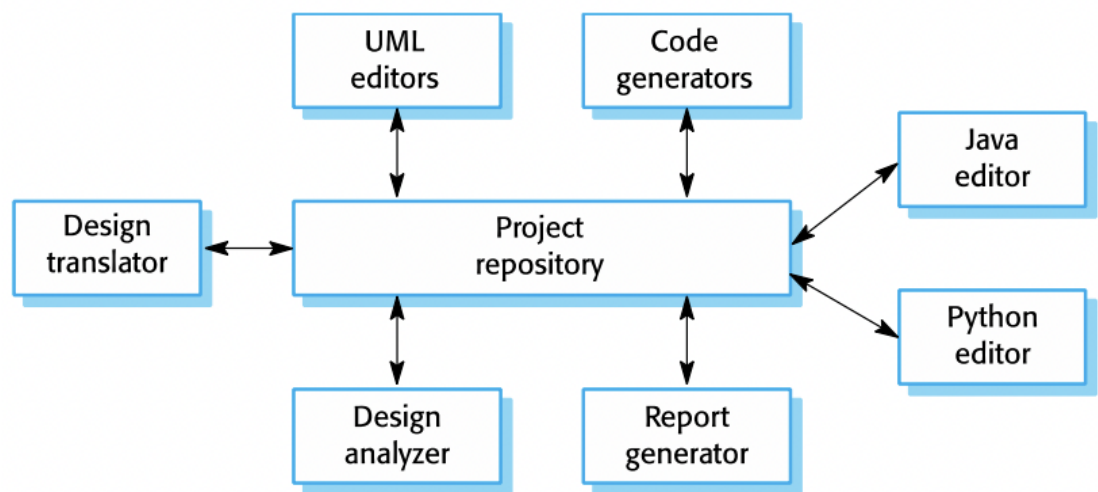 UML
editors
Code
generators
Java
editor
Design
translator
Project
repository
Python
editor
Design
analyzer
Report
generator